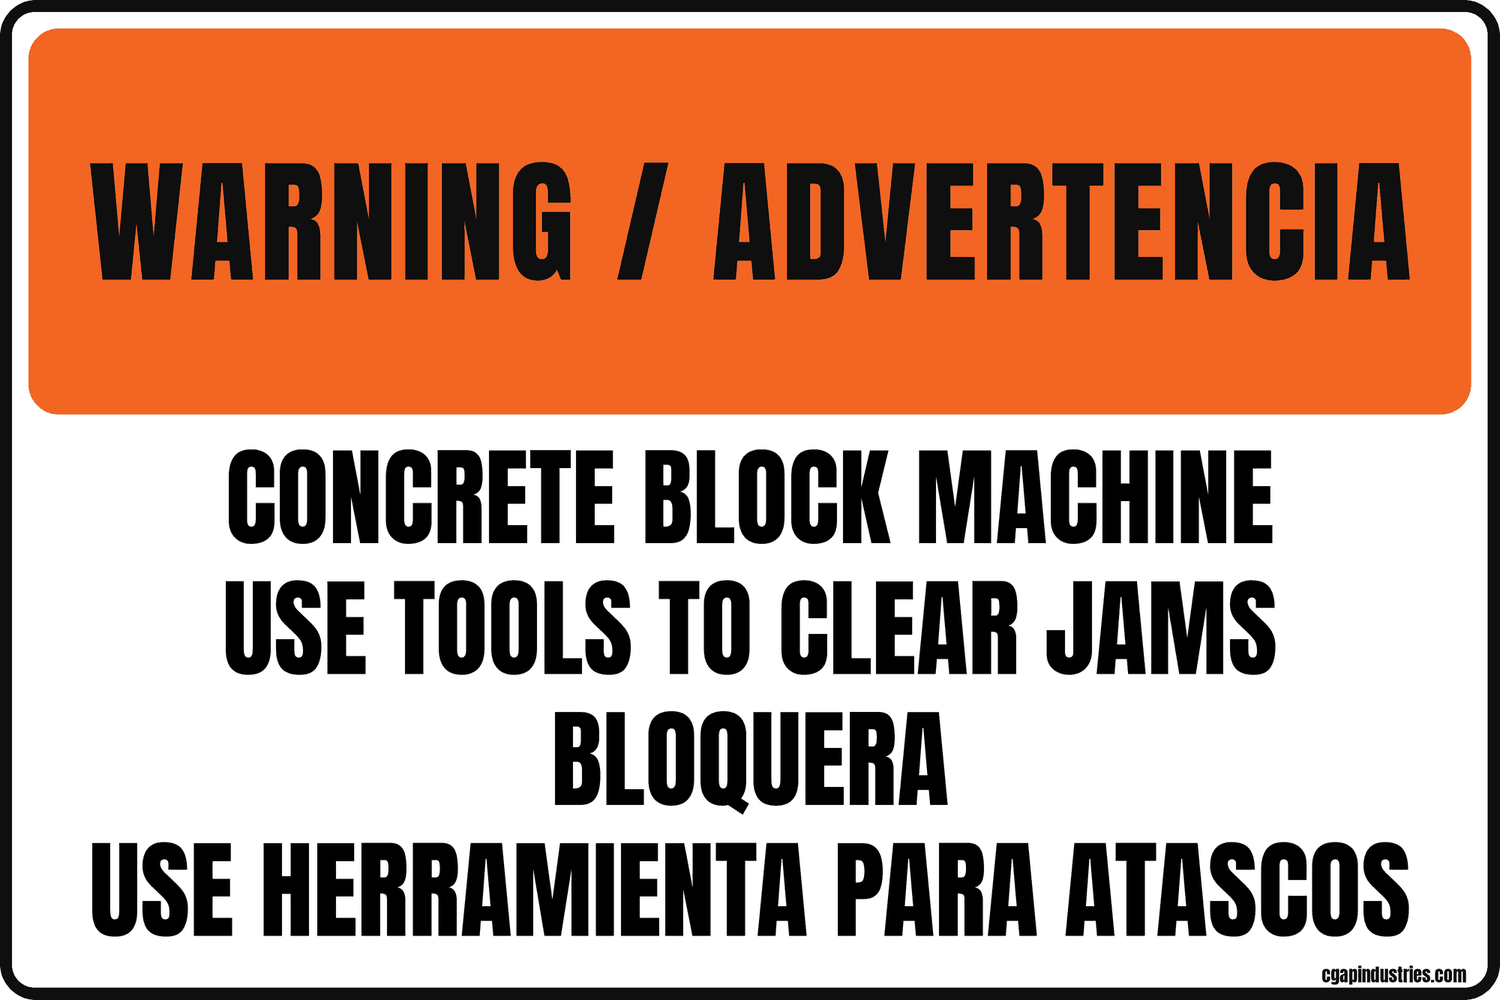 WARNING / ADVERTENCIA
CONCRETE BLOCK MACHINE
USE TOOLS TO CLEAR JAMS
BLOQUERA
USE HERRAMIENTA PARA ATASCOS
cgapindustries.com